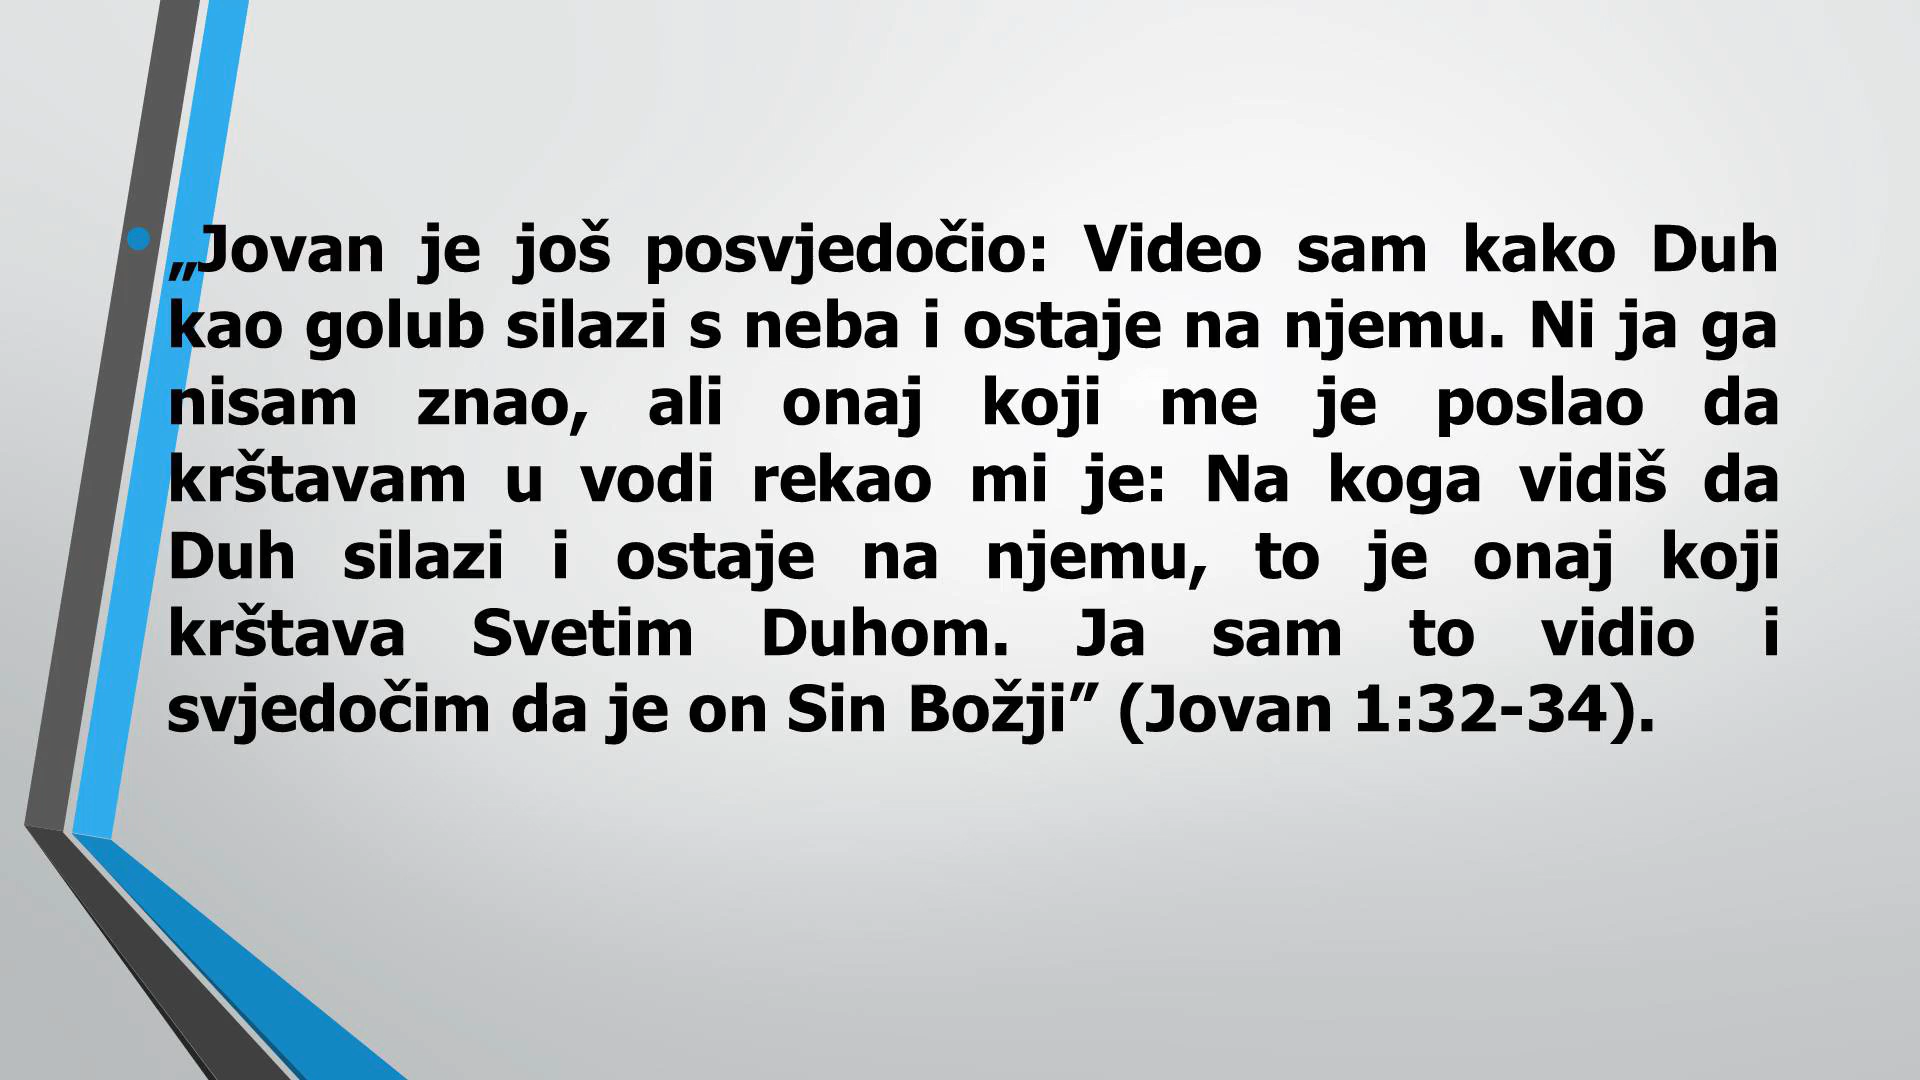 „Jovan je još posvjedočio: Video sam kako Duh
kao golub silazi s neba i ostaje na njemu. Ni ja ga
nisam znao, ali onaj koji me je poslao da
krštavam u vodi rekao mi je: Na koga vidiš da
Duh silazi i ostaje na njemu, to je onaj koji
krštava Svetim Duhom. Ja sam to vidio i
svjedočim da je on Sin Božji” (Jovan 1:32-34).